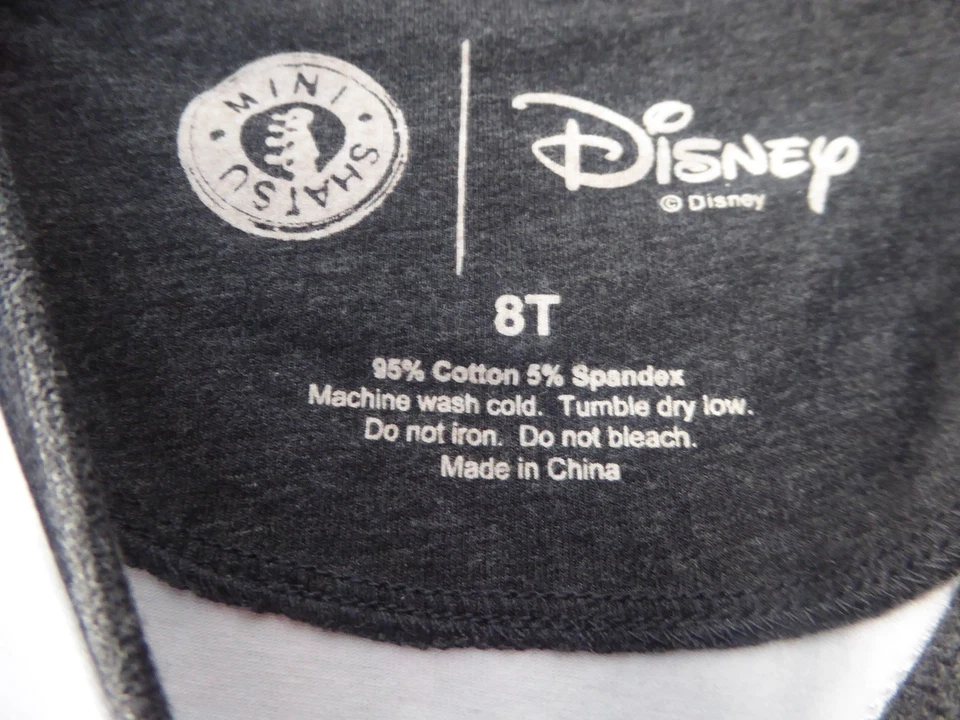 MINI
SHATSU
Disney
© Disney
8T
95% Cotton 5% Spandex
Machine wash cold. Tumble dry low.
Do not iron. Do not bleach.
Made in China